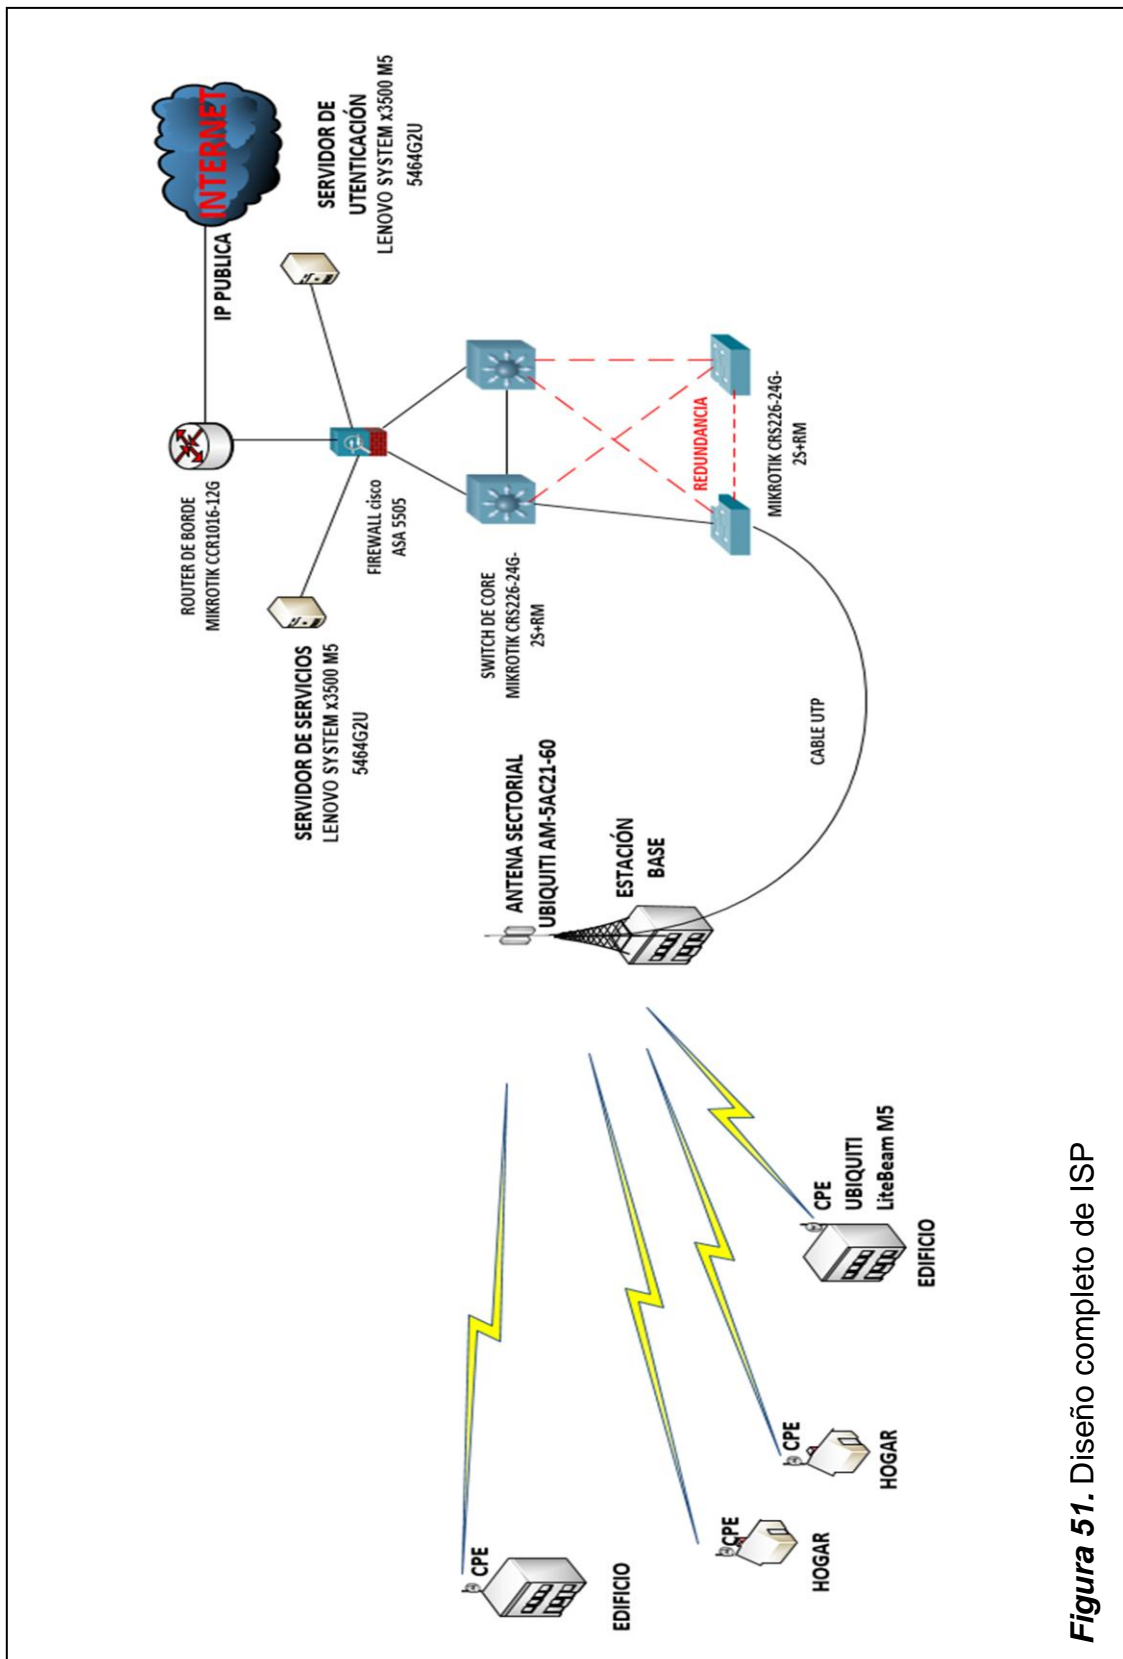 INTERNET
IP PUBLICA
ROUTER DE BORDE
MIKROTIK CCR1016-12G
SERVIDOR DE
UTENTICACIÓN
LENOVO SYSTEM x3500 M5
5464G2U
SERVIDOR DE SERVICIOS
LENOVO SYSTEM x3500 M5
5464G2U
FIREWALL cisco
ASA 5505
SWITCH DE CORE
MIKROTIK CRS226-24G-
2S+RM
REDUNDANCIA
MIKROTIK CRS226-24G-
2S+RM
CABLE UTP
ANTENA SECTORIAL
UBIQUITI AM-5AC21-60
ESTACIÓN
BASE
CPE
EDIFICIO
CPE
HOGAR
CPE
HOGAR
CPE
UBIQUITI
LiteBeam M5
EDIFICIO
Figura 51. Diseño completo de ISP